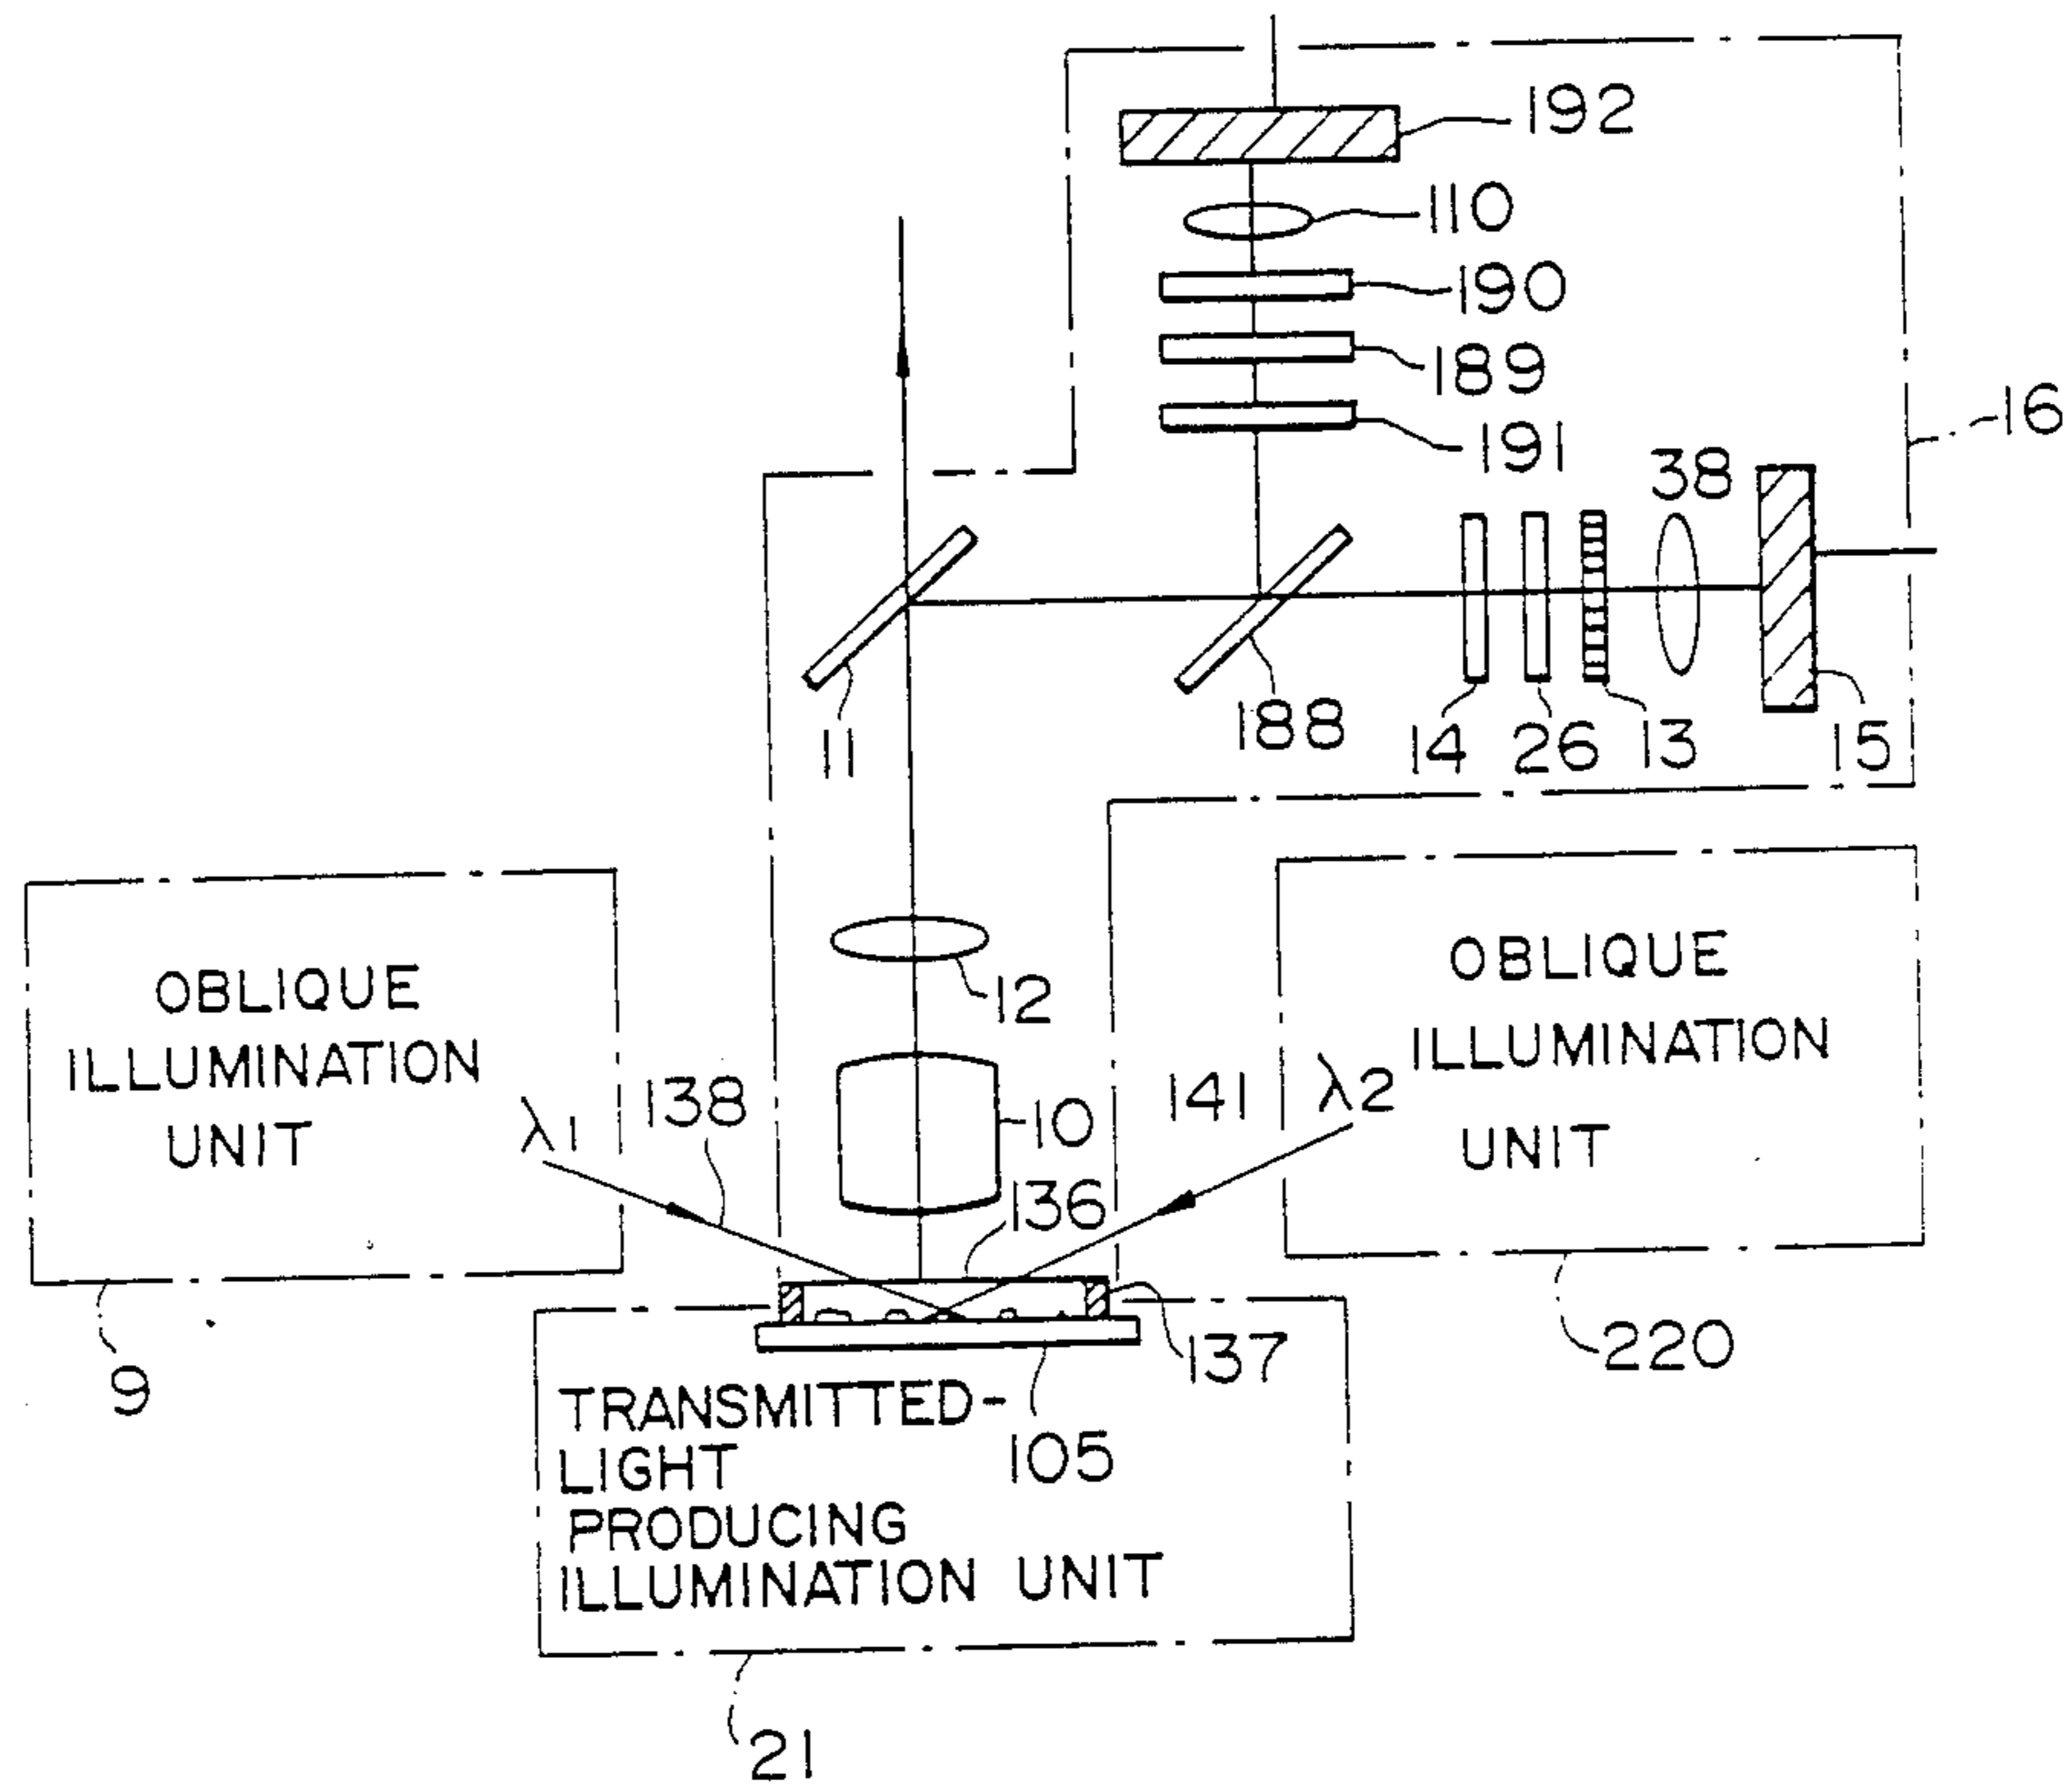 192
110
190
189
191
16
38
11
188
14 26 13 15
12
OBLIQUE
ILLUMINATION
UNIT
OBLIQUE
ILLUMINATION
UNIT
λ1
138
10
141
λ2
136
137
9
220
TRANSMITTED-
LIGHT
PRODUCING
ILLUMINATION UNIT
105
21